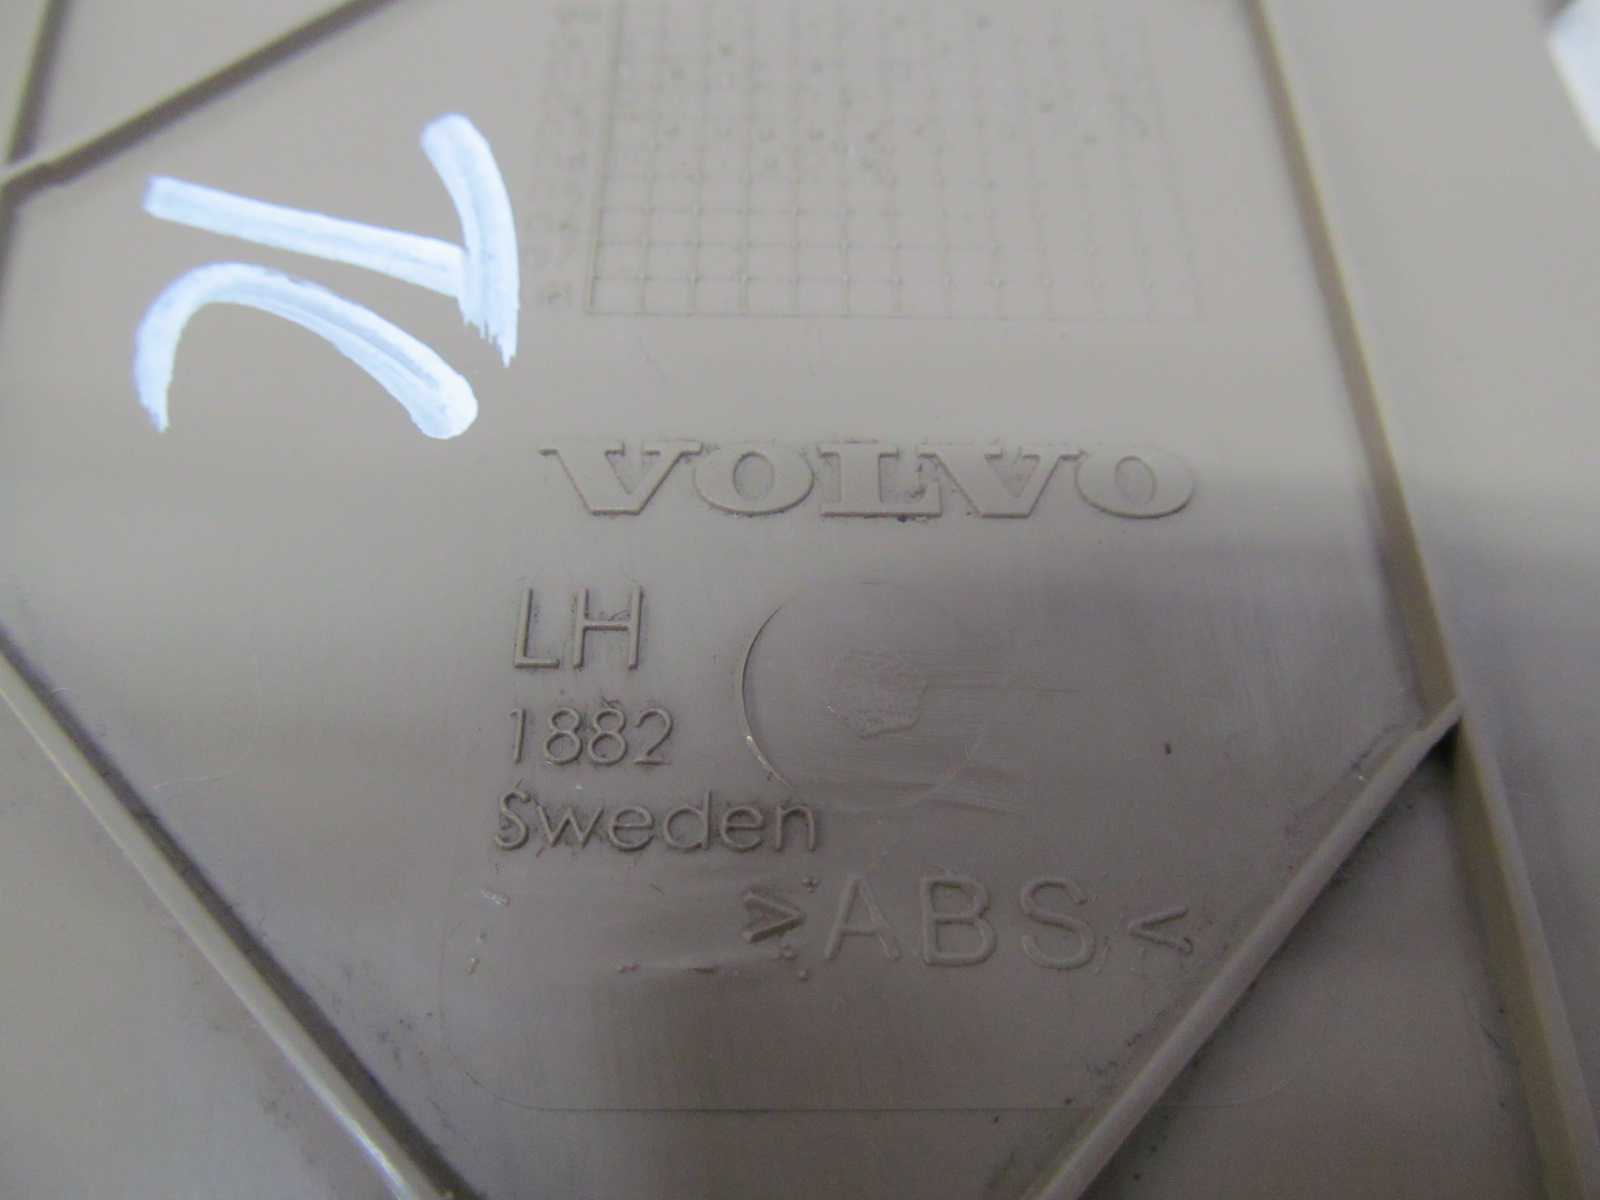 VOLVO
LH
1882
Sweden
>ABS<